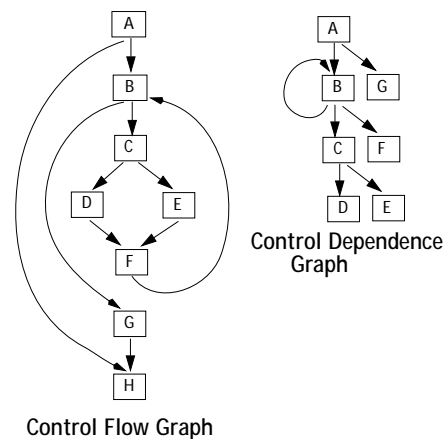 A
B
C
D E
F
G
H
Control Flow Graph
A
B G
C F
D E
Control Dependence
Graph